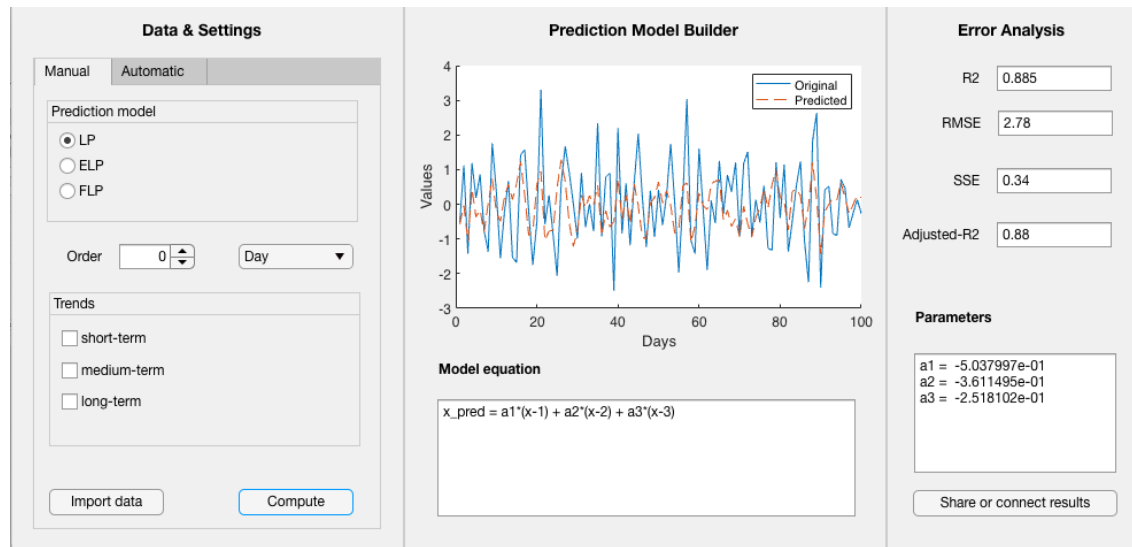 Data & Settings
Manual
Automatic
Prediction model
LP
ELP
FLP
Order
0
Day
Trends
short-term
medium-term
long-term
Import data
Compute
Prediction Model Builder
4
3
2
1
0
-1
-2
-3
Values
Original
Predicted
0
20
40
60
80
100
Days
Model equation
x_pred = a1*(x-1) + a2*(x-2) + a3*(x-3)
Error Analysis
R2
0.885
RMSE
2.78
SSE
0.34
Adjusted-R2
0.88
Parameters
a1 = -5.037997e-01
a2 = -3.611495e-01
a3 = -2.518102e-01
Share or connect results